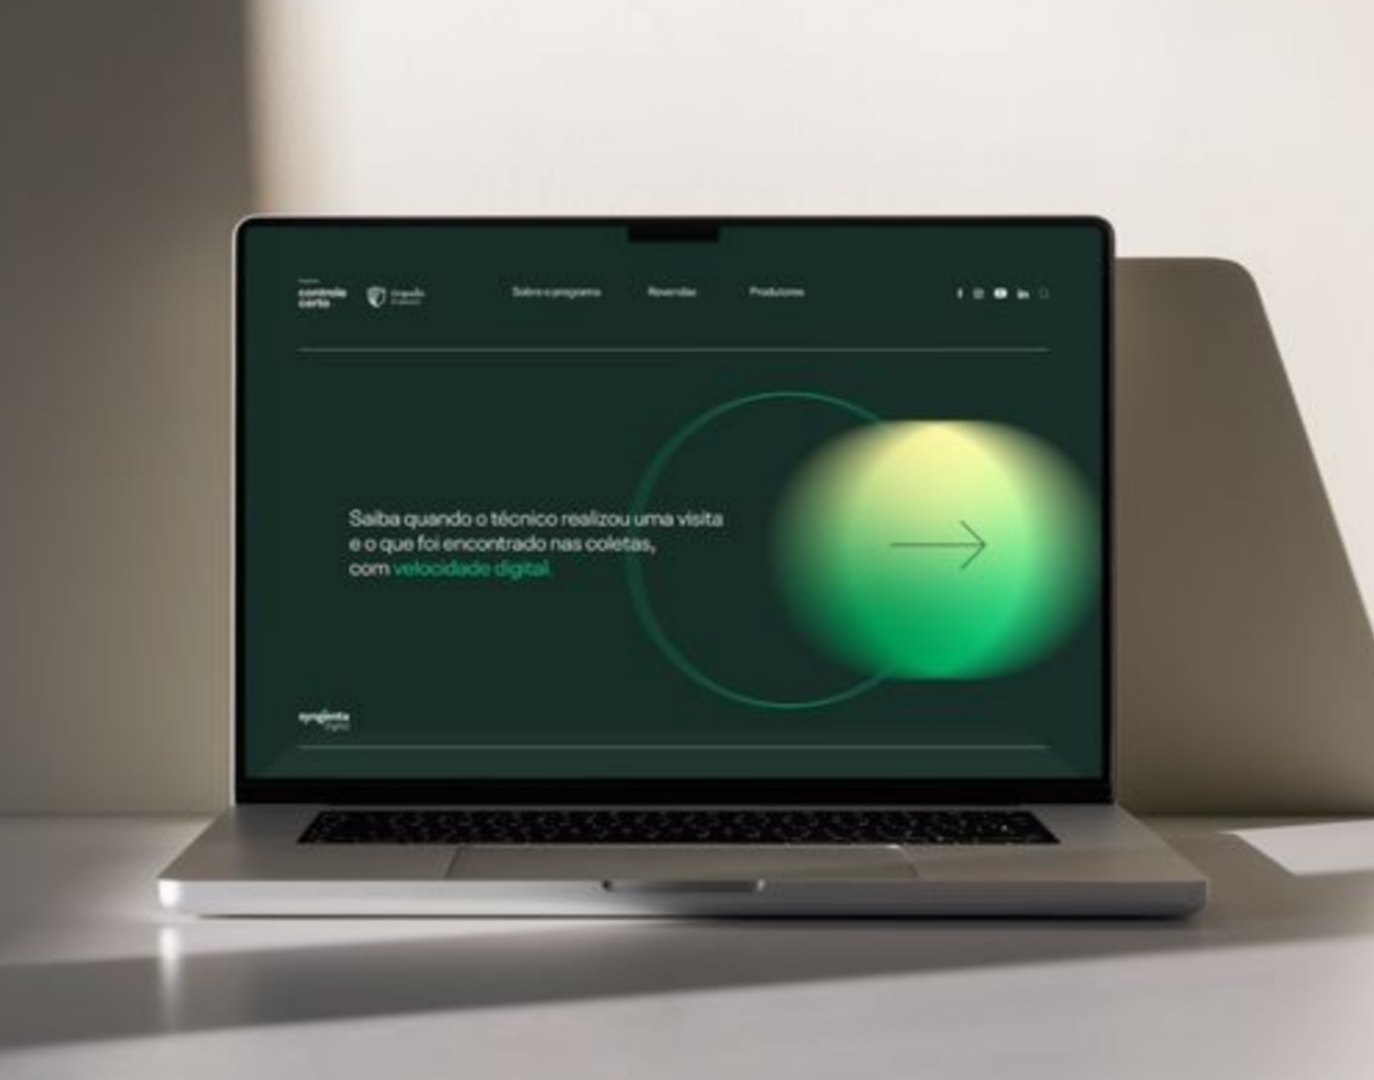 controle
certo
Sobre o programa
Revendas
Produtores
Saiba quando o técnico realizou uma visita
e o que foi encontrado nas coletas,
com velocidade digital.
syngenta
digital